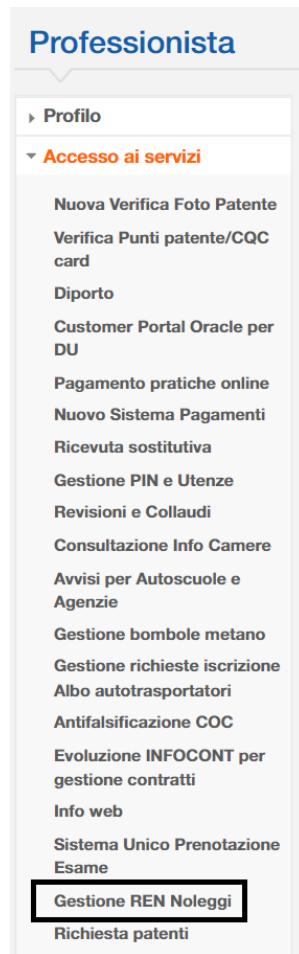 Professionista
Profilo
Accesso ai servizi
Nuova Verifica Foto Patente
Verifica Punti patente/CQC
card
Diporto
Customer Portal Oracle per
DU
Pagamento pratiche online
Nuovo Sistema Pagamenti
Ricevuta sostitutiva
Gestione PIN e Utenze
Revisioni e Collaudi
Consultazione Info Camere
Avvisi per Autoscuole e
Agenzie
Gestione bombole metano
Gestione richieste iscrizione
Albo autotrasportatori
Antifalsificazione COC
Evoluzione INFOCONT per
gestione contratti
Info web
Sistema Unico Prenotazione
Esame
Gestione REN Noleggi
Richiesta patenti